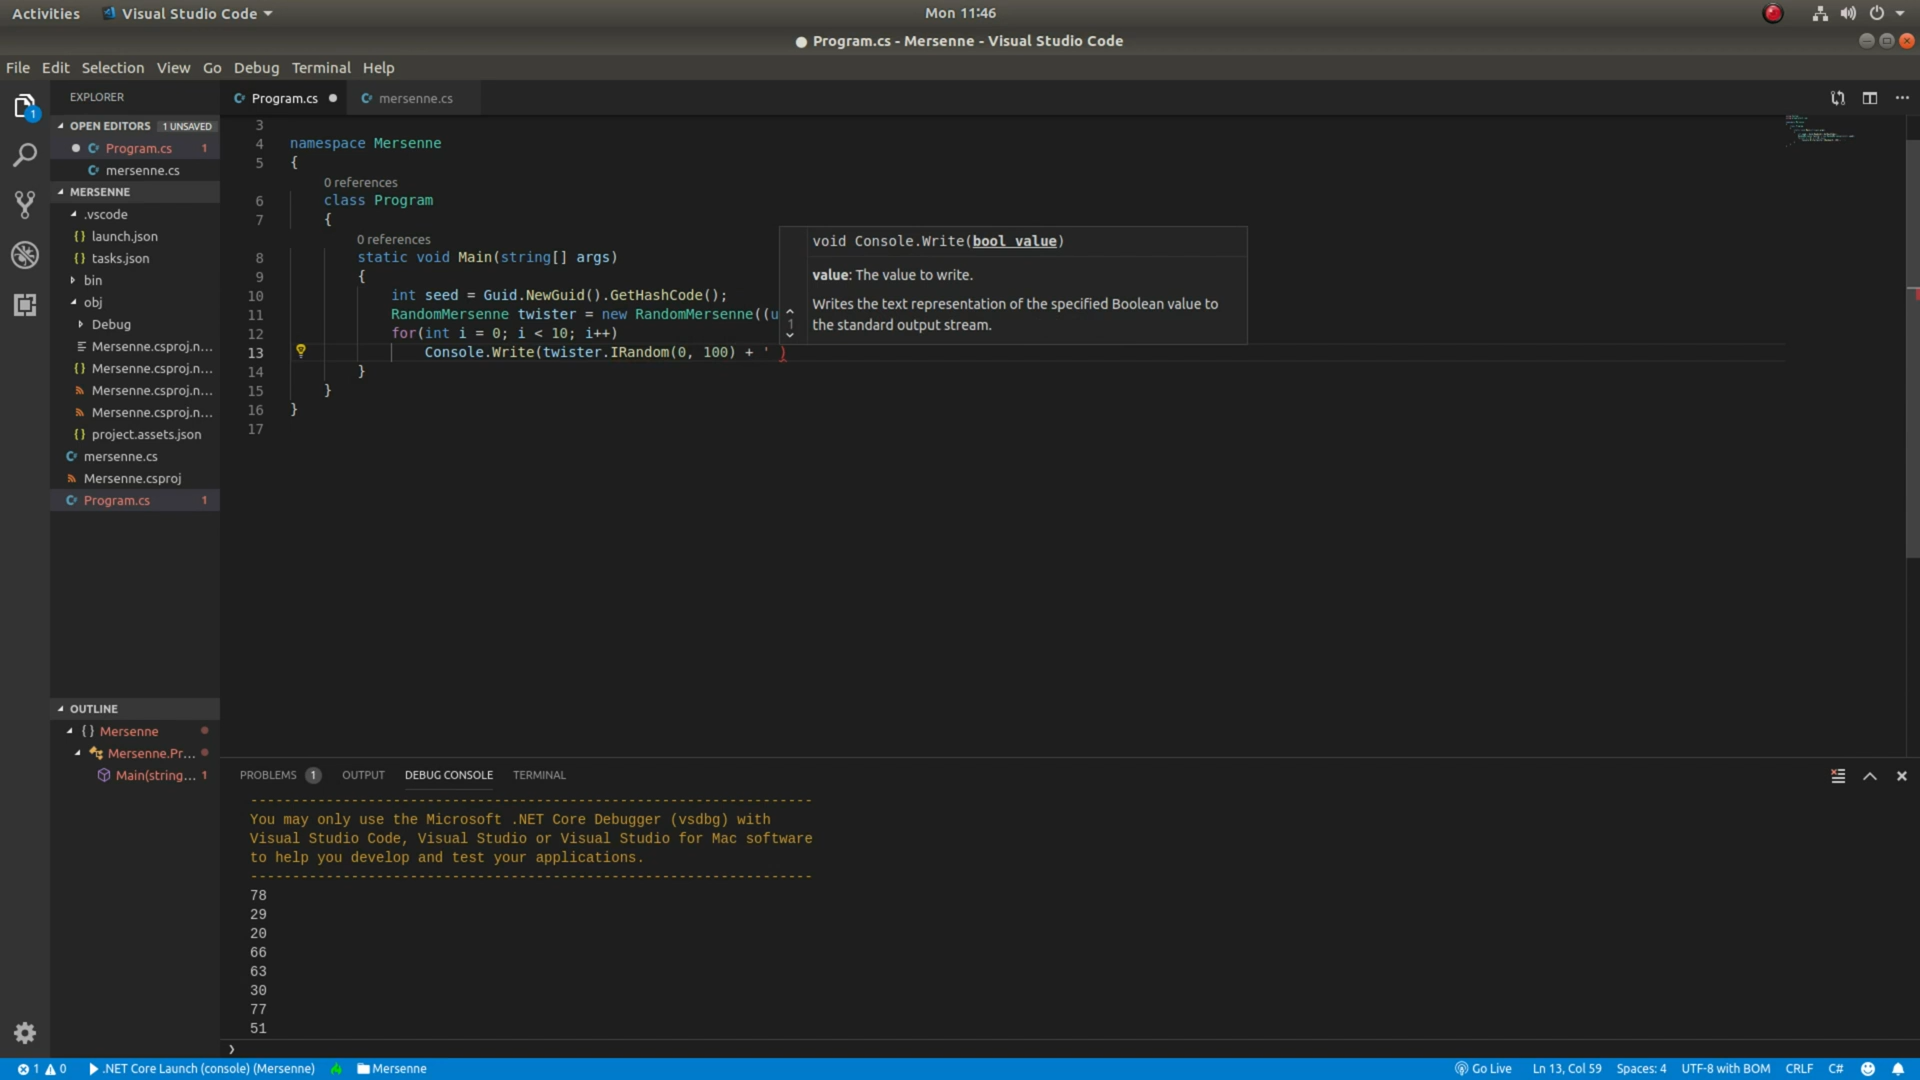 Activities Visual Studio Code Mon 11:46
Program.cs - Mersenne - Visual Studio Code
File Edit Selection View Go Debug Terminal Help
EXPLORER
OPEN EDITORS 1 UNSAVED
Program.cs 1
mersenne.cs
MERSENNE
.vscode
launch.json
tasks.json
bin
obj
Debug
Mersenne.csproj.n...
Mersenne.csproj.n...
Mersenne.csproj.n...
Mersenne.csproj.n...
project.assets.json
mersenne.cs
Mersenne.csproj
Program.cs 1
OUTLINE
Mersenne
Mersenne.Pr...
Main(string... 1
Program.cs mersenne.cs
3
4 namespace Mersenne
5 {
0 references
6 class Program
7 {
0 references
8 static void Main(string[] args)
9 {
10 int seed = Guid.NewGuid().GetHashCode();
11 RandomMersenne twister = new RandomMersenne((u
12 for(int i = 0; i < 10; i++)
13 Console.Write(twister.IRandom(0, 100) + ' )
14 }
15 }
16 }
17
void Console.Write(bool value)
value: The value to write.
1
Writes the text representation of the specified Boolean value to
the standard output stream.
PROBLEMS 1 OUTPUT DEBUG CONSOLE TERMINAL
-------------------------------------------------------------------
You may only use the Microsoft .NET Core Debugger (vsdbg) with
Visual Studio Code, Visual Studio or Visual Studio for Mac software
to help you develop and test your applications.
-------------------------------------------------------------------
78
29
20
66
63
30
77
51
1 0 .NET Core Launch (console) (Mersenne) Mersenne Go Live Ln 13, Col 59 Spaces: 4 UTF-8 with BOM CRLF C#